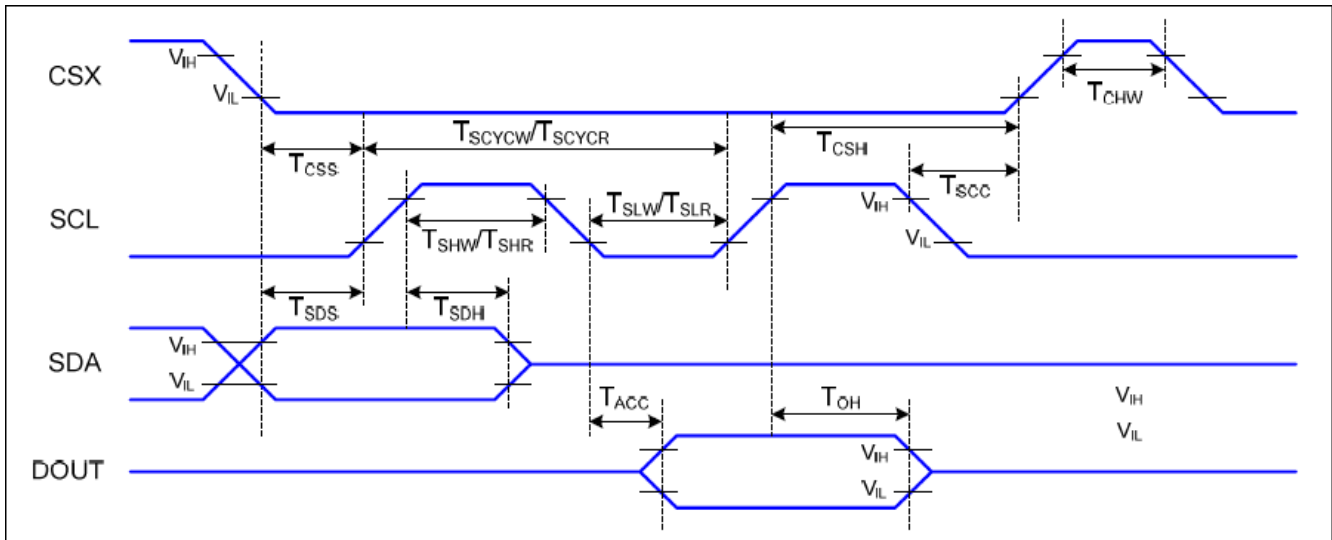 CSX
VIH
VIL
TCHW
TSCYCW/TSCYCR
TCSH
TCSS
TSCC
SCL
TSLW/TSLR
VIH
VIL
TSHW/TSHR
TSDS
TSDH
SDA
VIH
VIL
TACC
TOH
VIH
VIL
DOUT
VIH
VIL